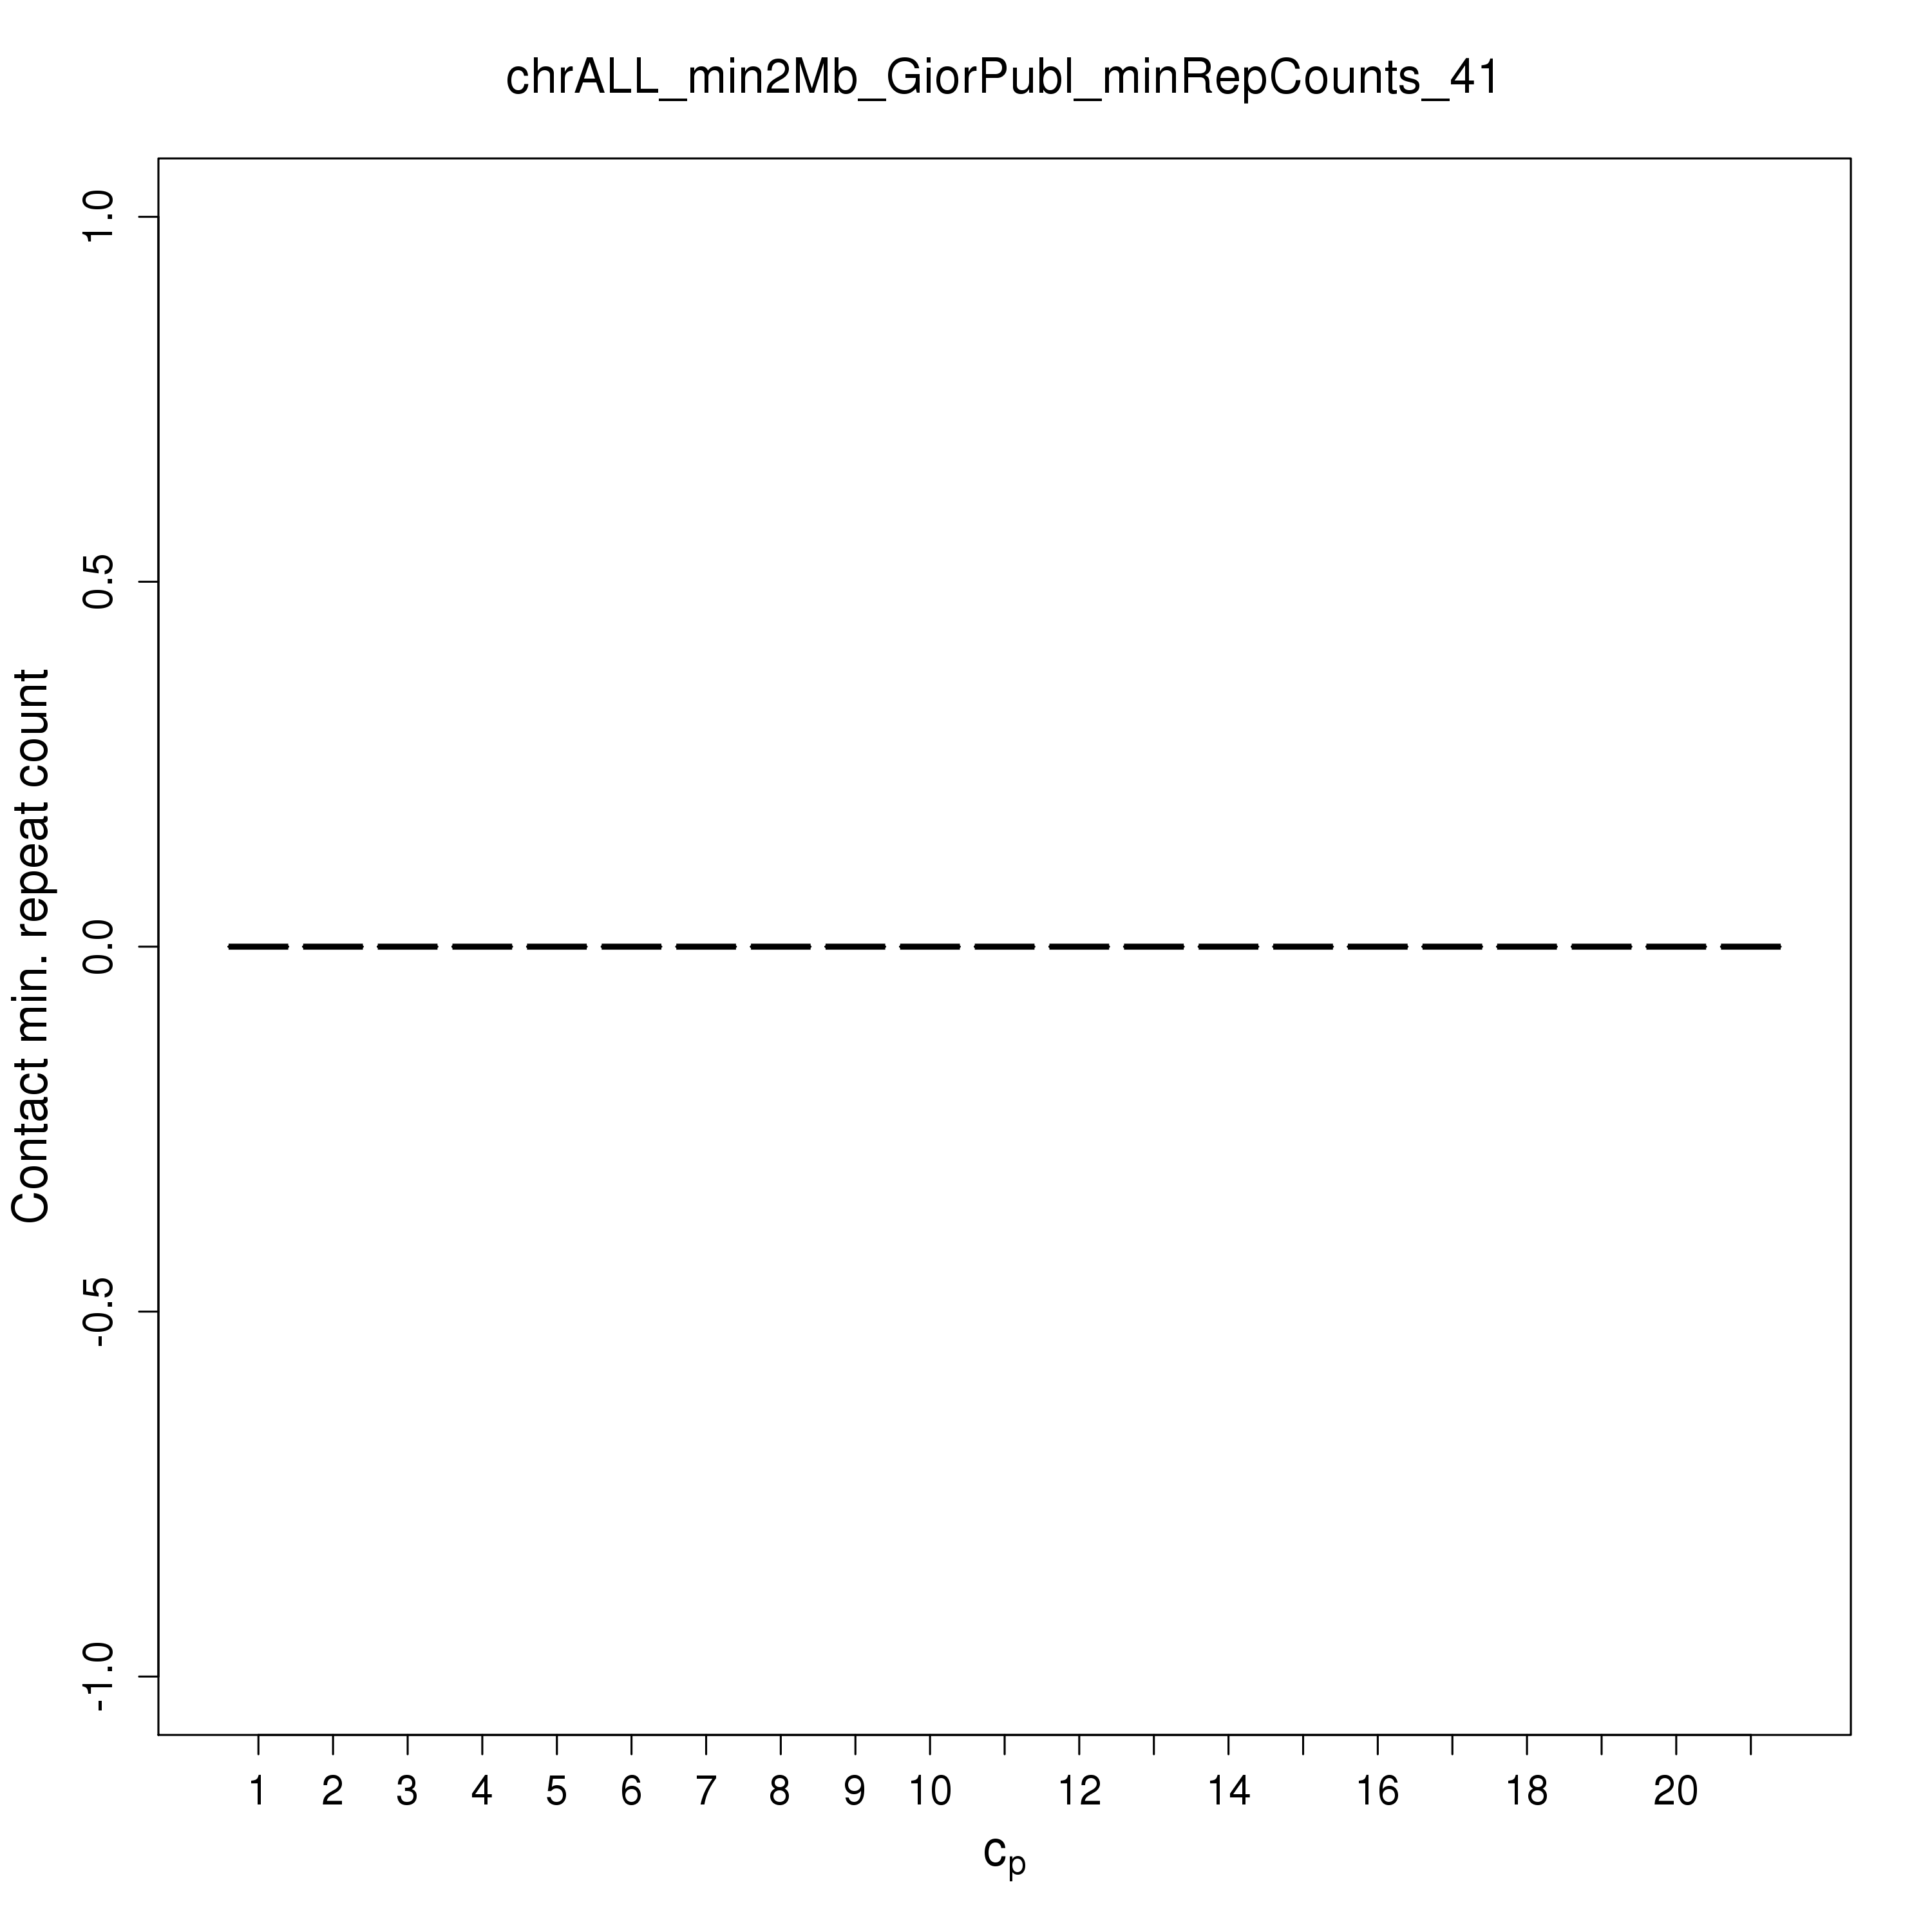 chrALL_min2Mb_GiorPubl_minRepCounts_41
1.0
0.5
0.0
-0.5
-1.0
Contact min. repeat count
1 2 3 4 5 6 7 8 9 10 12 14 16 18 20
cp